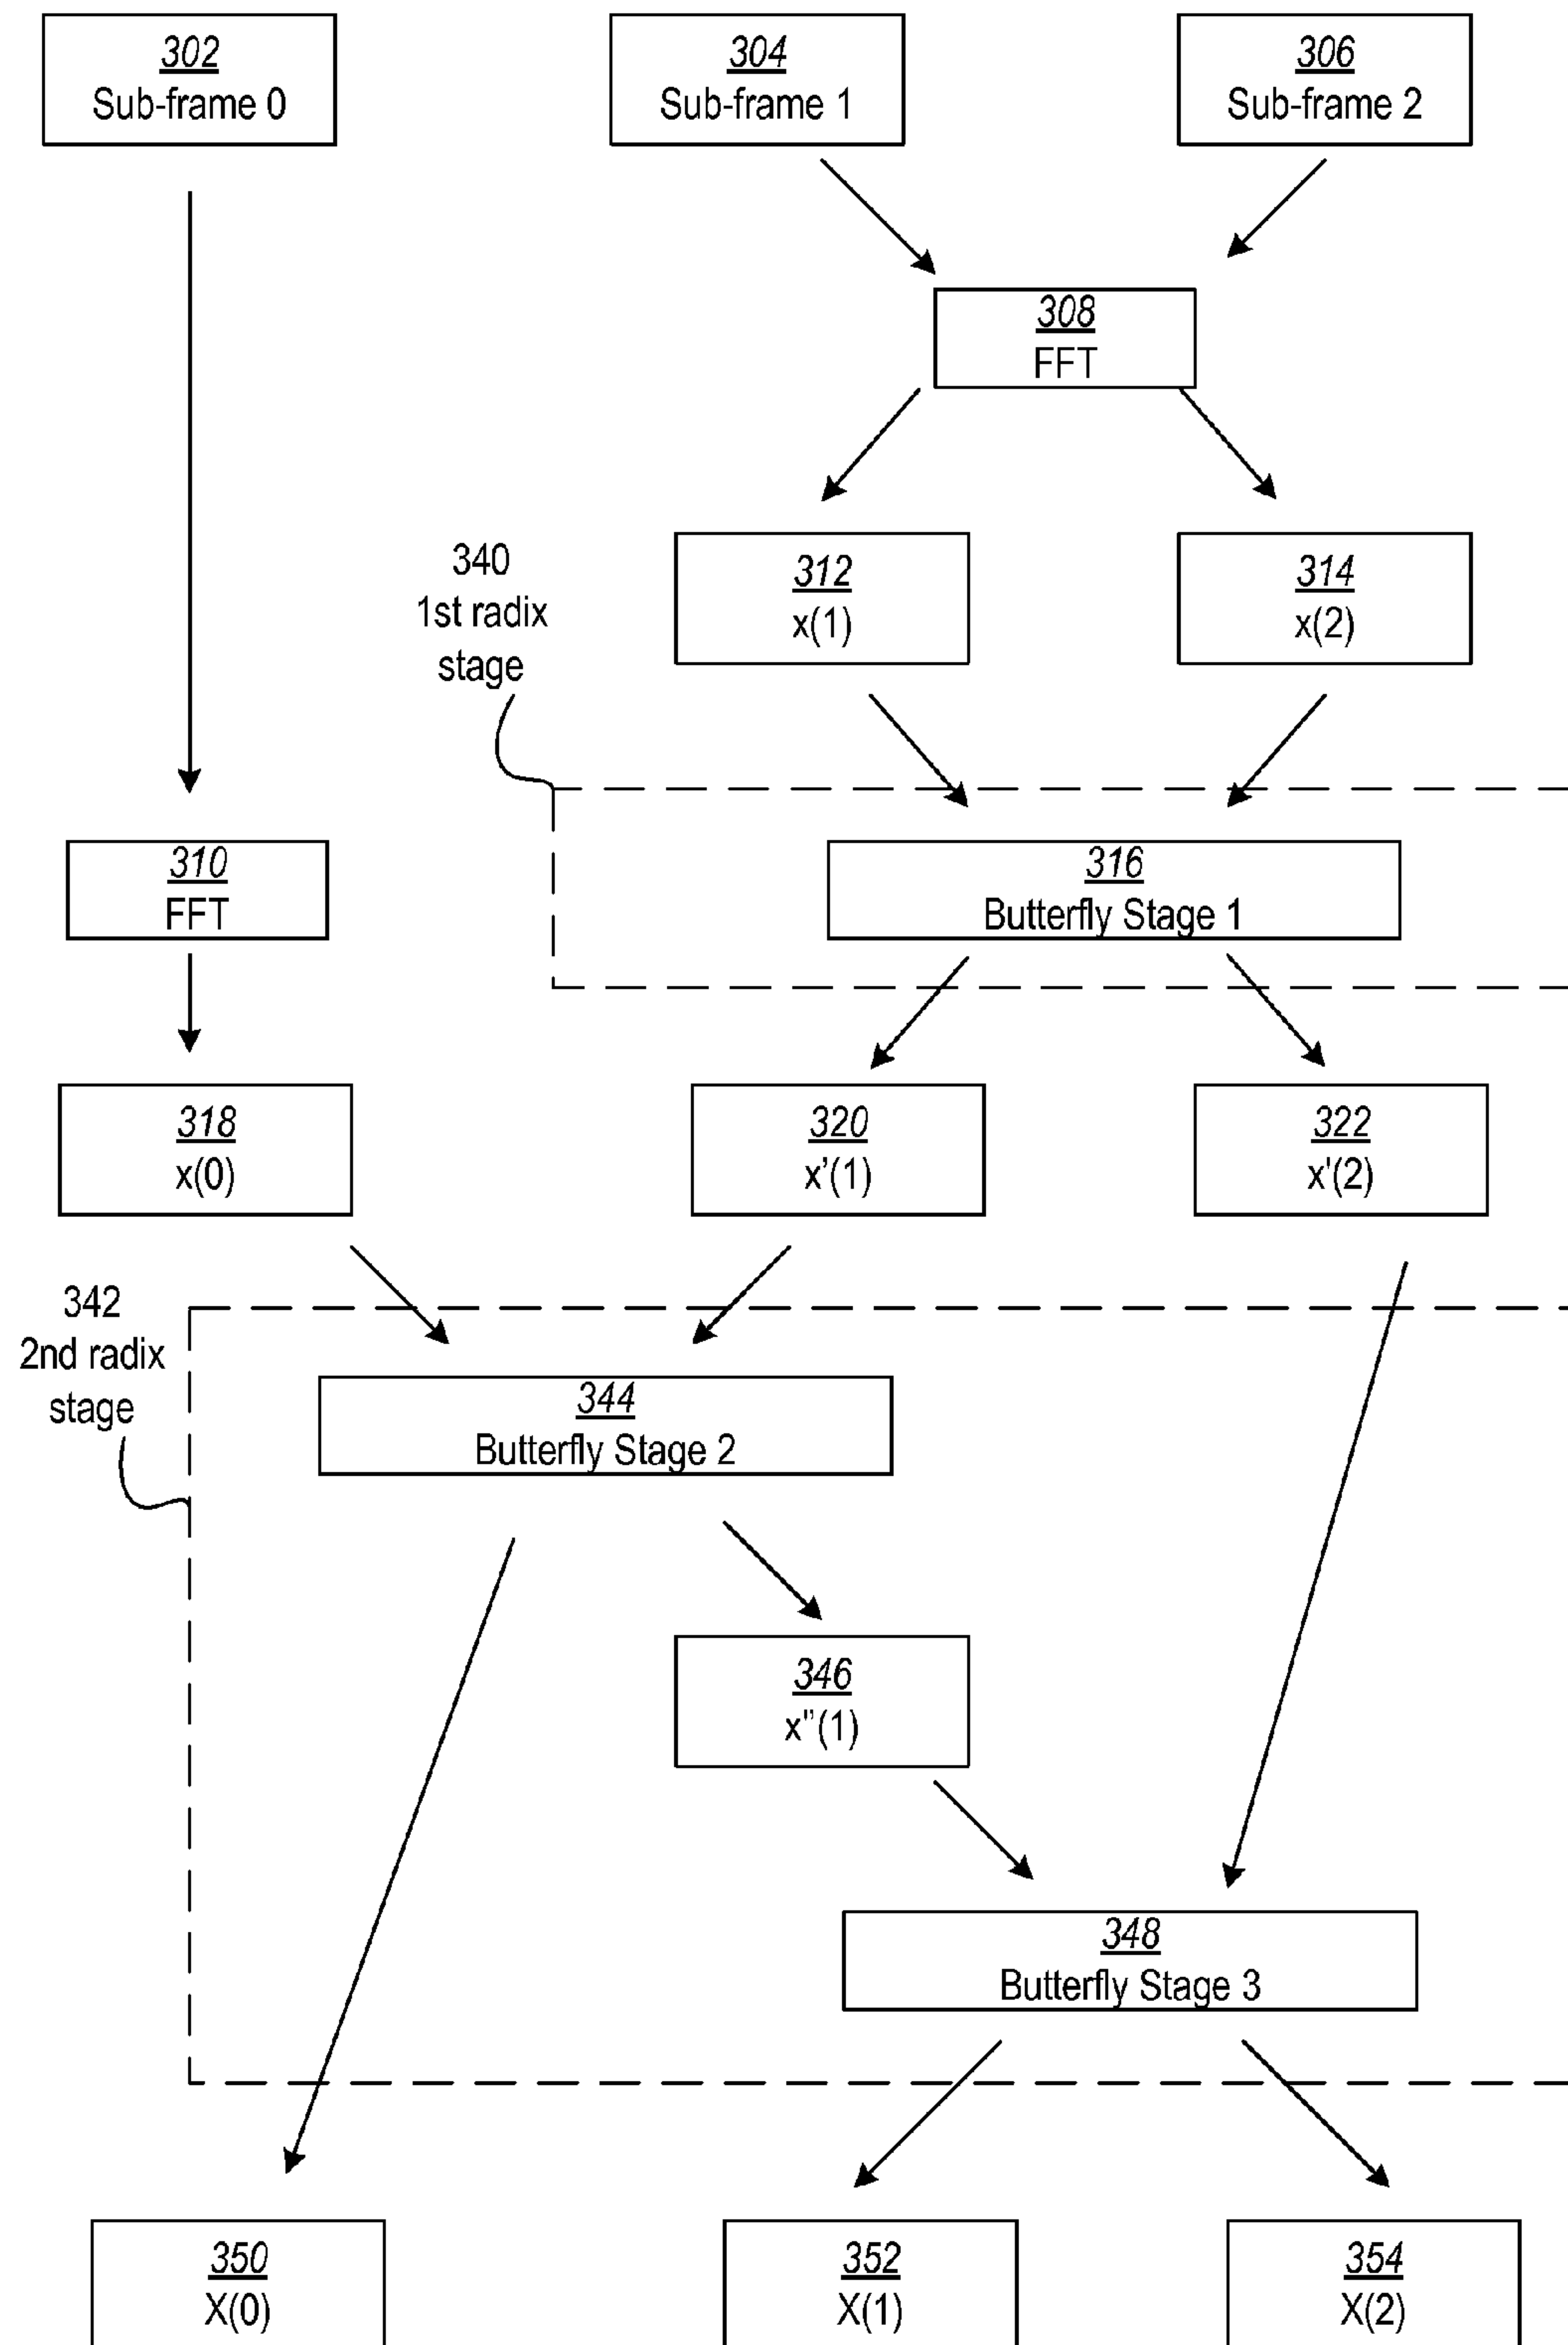 302
Sub-frame 0
304
Sub-frame 1
306
Sub-frame 2
308
FFT
312
x(1)
314
x(2)
340
1st radix
stage
310
FFT
316
Butterfly Stage 1
318
x(0)
320
x’(1)
322
x'(2)
342
2nd radix
stage
344
Butterfly Stage 2
346
x”(1)
348
Butterfly Stage 3
350
X(0)
352
X(1)
354
X(2)